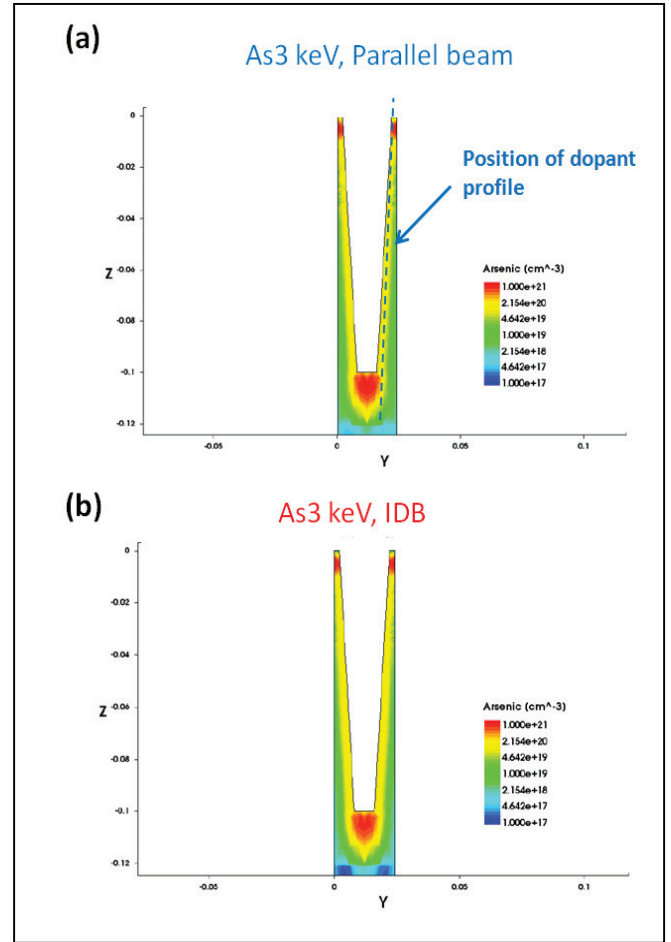 (a)
As3 keV, Parallel beam
Position of dopant
profile
0
-0.02
-0.04
Z
-0.06
-0.08
-0.1
-0.12
-0.05
0
0.05
0.1
Y
Arsenic (cm^-3)
1.000e+21
2.154e+20
4.642e+19
1.000e+19
2.154e+18
4.642e+17
1.000e+17
(b)
As3 keV, IDB
0
-0.02
-0.04
Z
-0.06
-0.08
-0.1
-0.12
-0.05
0
0.05
0.1
Y
Arsenic (cm^-3)
1.000e+21
2.154e+20
4.642e+19
1.000e+19
2.154e+18
4.642e+17
1.000e+17